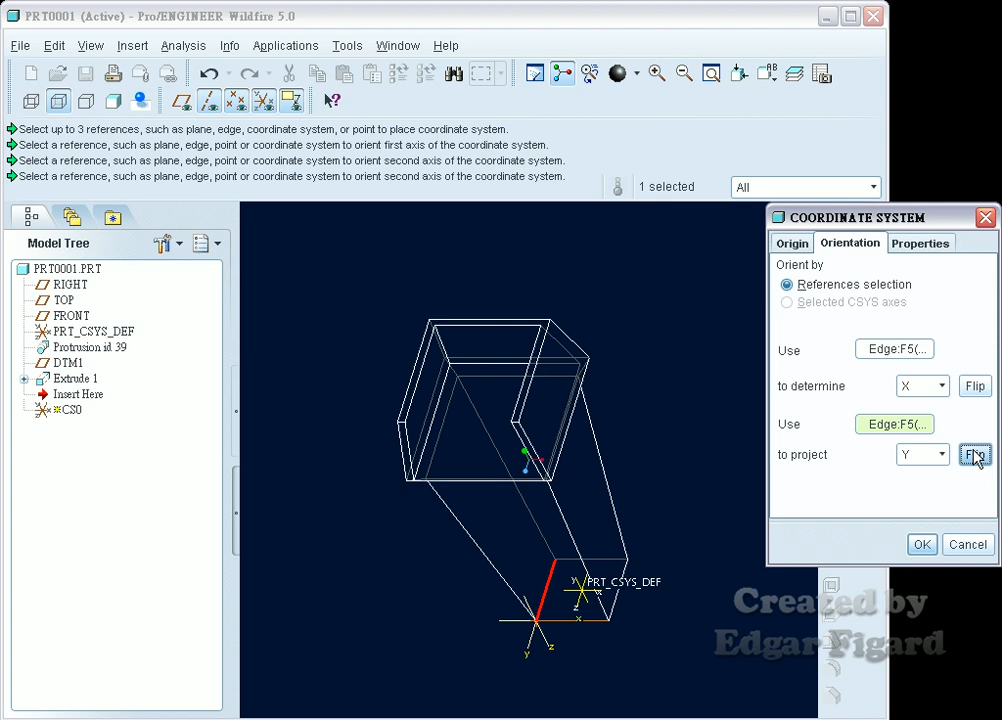 PRT0001 (Active) - Pro/ENGINEER Wildfire 5.0
File Edit View Insert Analysis Info Applications Tools Window Help
Select up to 3 references, such as plane, edge, coordinate system, or point to place coordinate system.
Select a reference, such as plane, edge, point or coordinate system to orient first axis of the coordinate system.
Select a reference, such as plane, edge, point or coordinate system to orient second axis of the coordinate system.
Select a reference, such as plane, edge, point or coordinate system to orient second axis of the coordinate system.
1 selected
All
Model Tree
PRT0001.PRT
RIGHT
TOP
FRONT
PRT_CSYS_DEF
Protrusion id 39
DTM1
Extrude 1
Insert Here
CS0
COORDINATE SYSTEM
Origin Orientation Properties
Orient by
References selection
Selected CSYS axes
Use Edge:F5(...
to determine X Flip
Use Edge:F5(...
to project Y Flip
OK Cancel
Y PRT_CSYS_DEF
z
x
y z
Created by
Edgar Figard